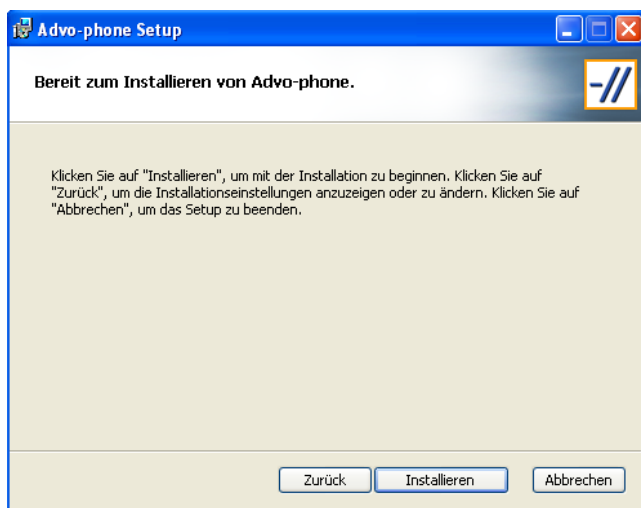 Advo-phone Setup
Bereit zum Installieren von Advo-phone.
Klicken Sie auf "Installieren", um mit der Installation zu beginnen. Klicken Sie auf
"Zurück", um die Installationseinstellungen anzuzeigen oder zu ändern. Klicken Sie auf
"Abbrechen", um das Setup zu beenden.
Zurück
Installieren
Abbrechen